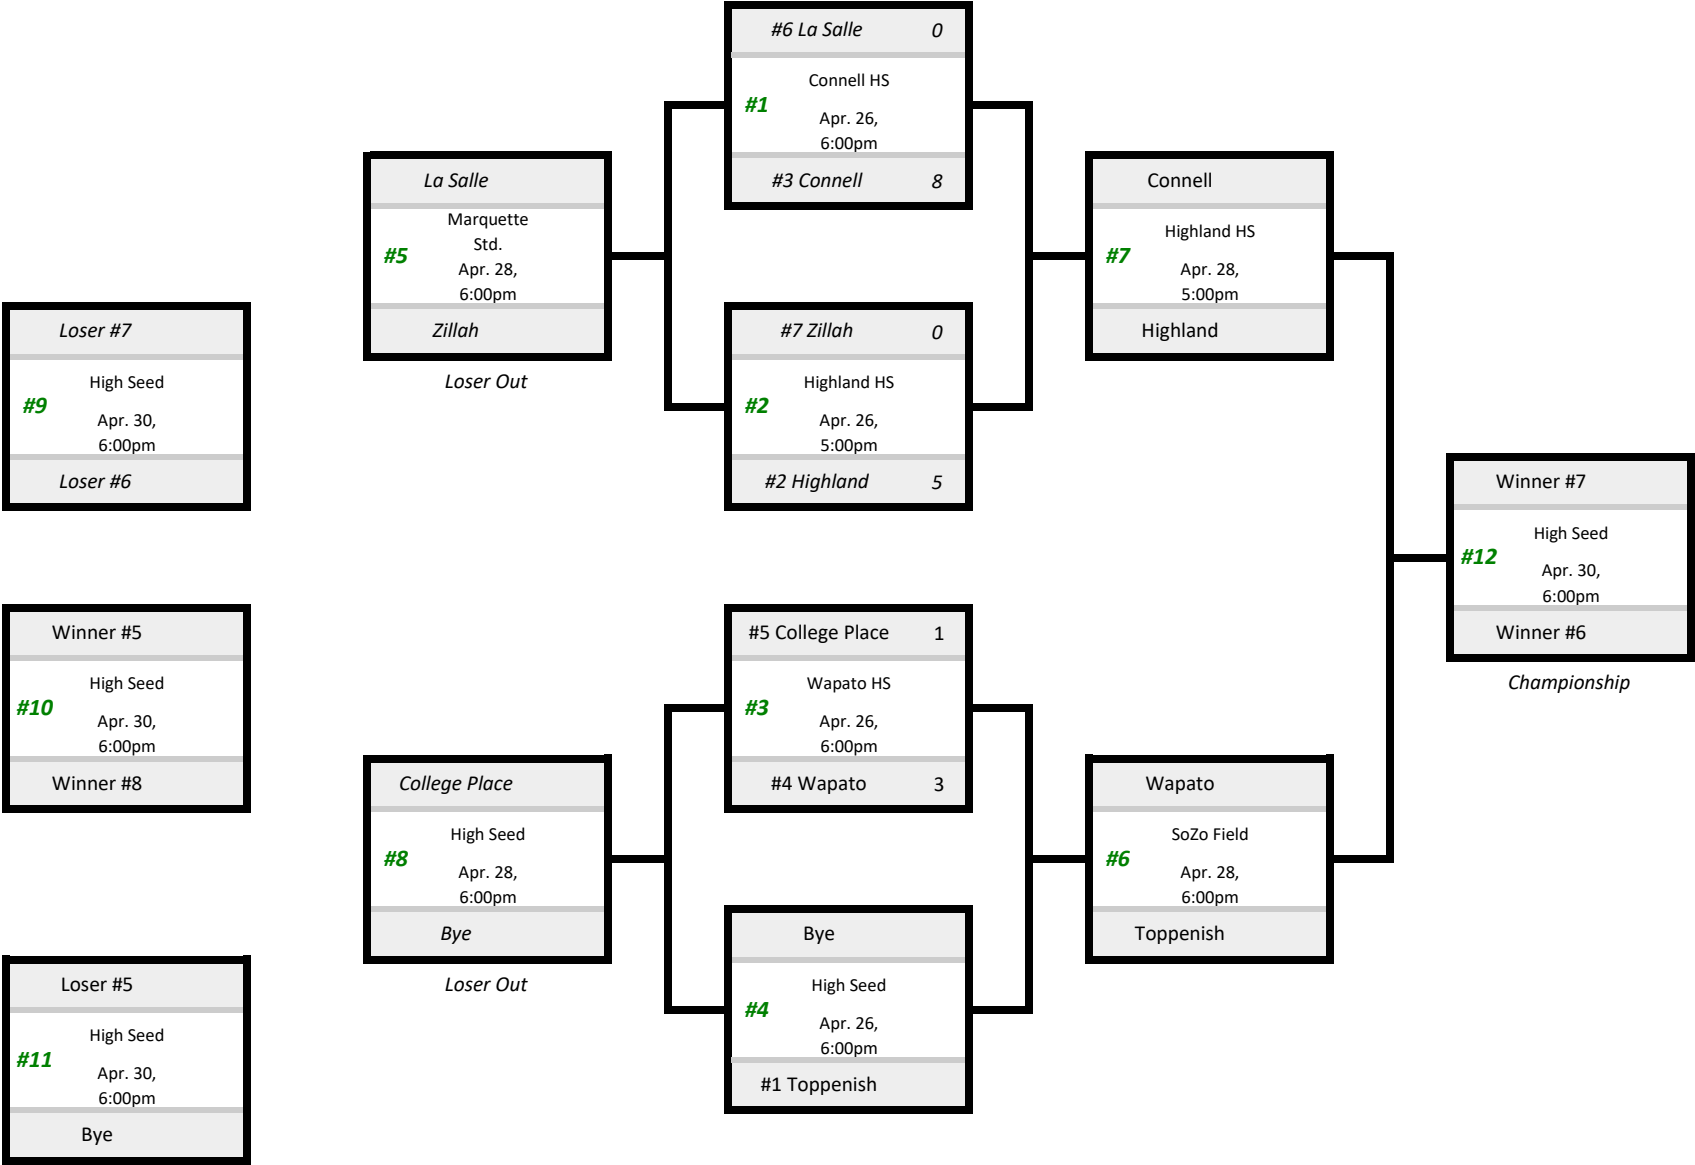 #6 La Salle 0
Connell HS
#1
Apr. 26,
6:00pm
#3 Connell 8
La Salle
Marquette
Std.
#5
Apr. 28,
6:00pm
Zillah
Loser Out
Connell
Highland HS
#7
Apr. 28,
5:00pm
Highland
Loser #7
High Seed
#9
Apr. 30,
6:00pm
Loser #6
#7 Zillah 0
Highland HS
#2
Apr. 26,
5:00pm
#2 Highland 5
Winner #7
High Seed
#12
Apr. 30,
6:00pm
Winner #6
Championship
Winner #5
High Seed
#10
Apr. 30,
6:00pm
Winner #8
#5 College Place 1
Wapato HS
#3
Apr. 26,
6:00pm
#4 Wapato 3
College Place
High Seed
#8
Apr. 28,
6:00pm
Bye
Loser Out
Wapato
SoZo Field
#6
Apr. 28,
6:00pm
Toppenish
Bye
High Seed
#4
Apr. 26,
6:00pm
#1 Toppenish
Loser #5
High Seed
#11
Apr. 30,
6:00pm
Bye